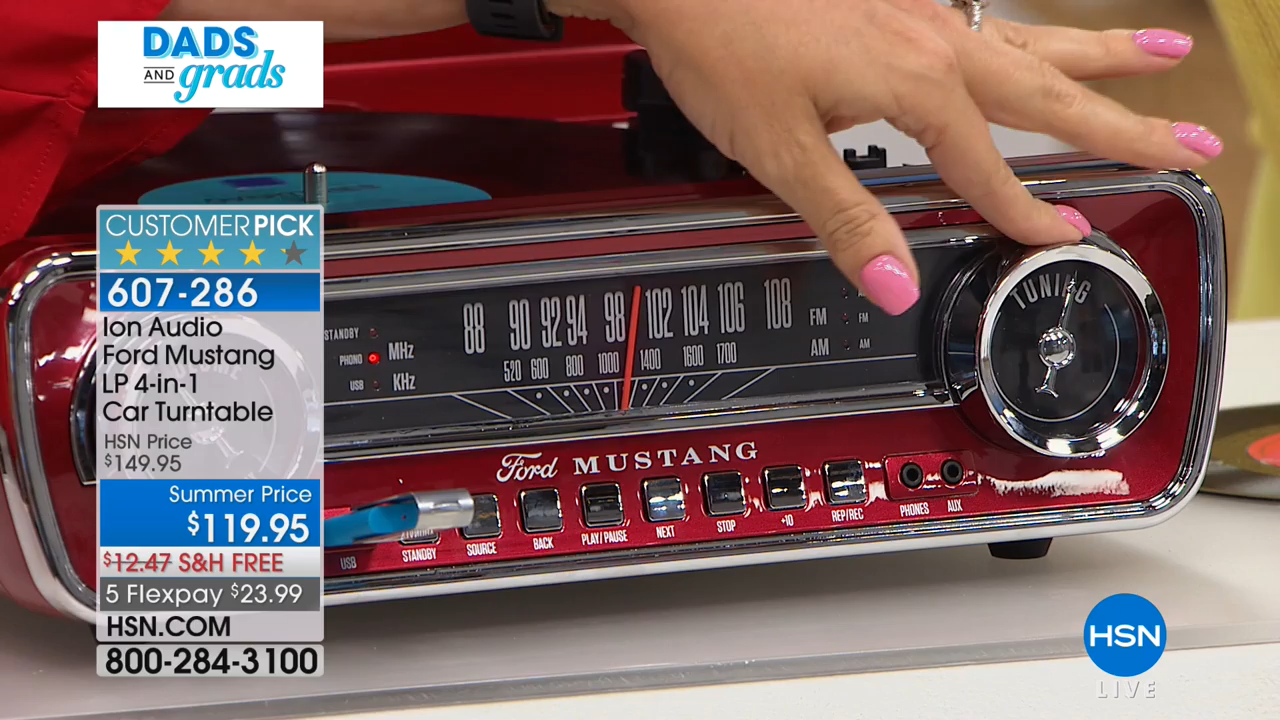 DADS
AND grads
CUSTOMER PICK
607-286
Ion Audio
Ford Mustang
LP 4-in-1
Car Turntable
HSN Price
$149.95
Summer Price
$119.95
$12.47 S&H FREE
5 Flexpay $23.99
HSN.COM
800-284-3100
STANDBY
PHONO
USB
MHz
KHz
88 90 92 94 98 102 104 106 108 FM
520 600 800 1000 1400 1600 1700 AM
FM
AM
TUNING
Ford MUSTANG
USB
STANDBY
SOURCE
BACK
PLAY/PAUSE
NEXT
STOP
+10
REP/REC
PHONES
AUX
HSN
LIVE